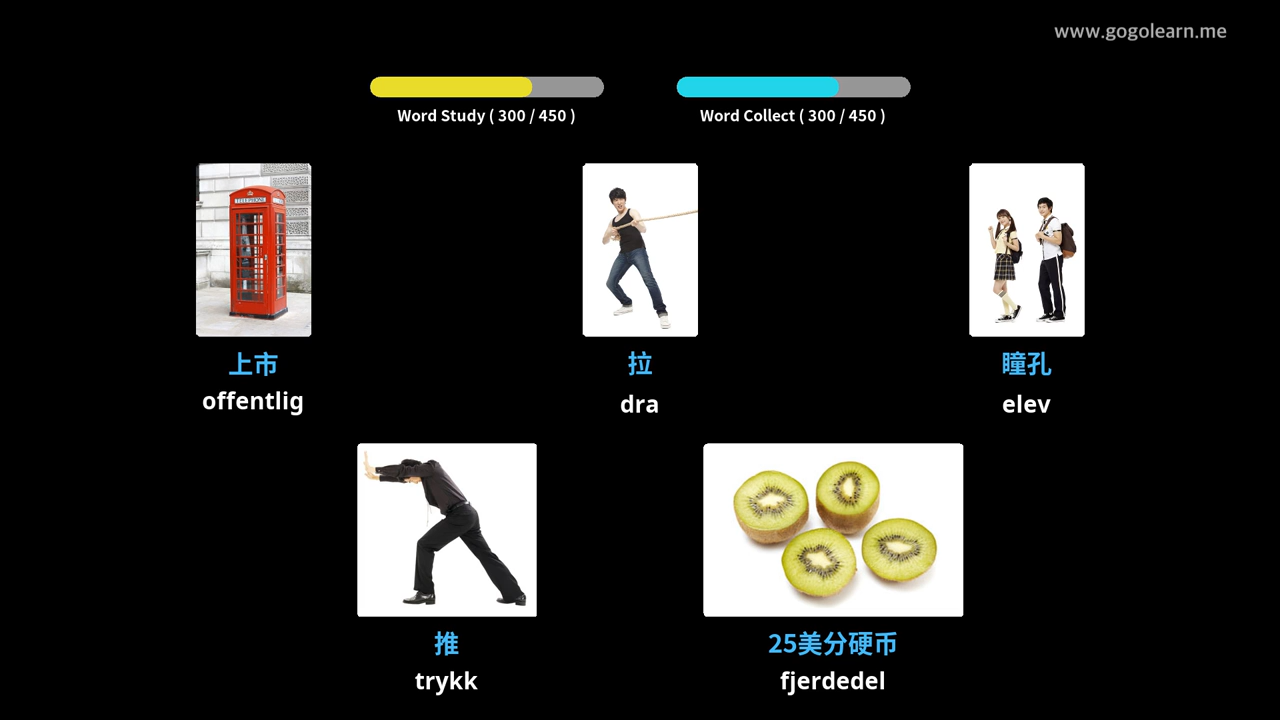 www.gogolearn.me
Word Study ( 300 / 450 )
Word Collect ( 300 / 450 )
TELEPHONE
上市
offentlig
拉
dra
瞳孔
elev
推
trykk
25美分硬币
fjerdedel